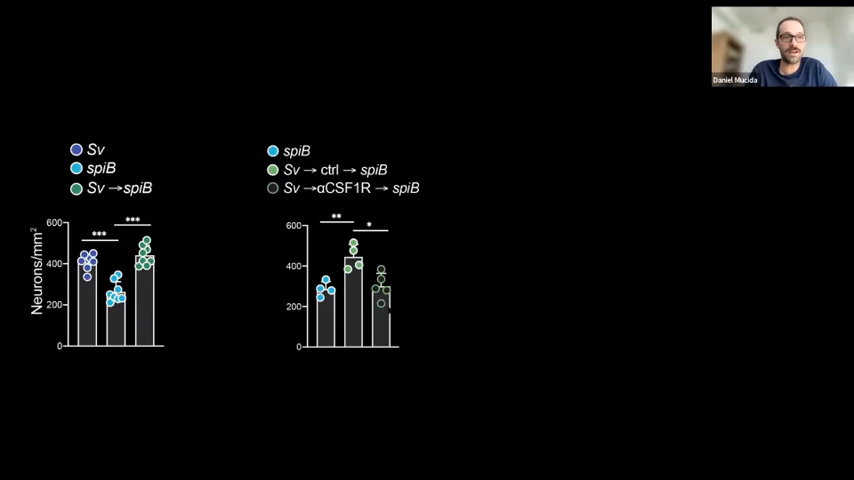 Daniel Mucida
Sv
spiB
Sv → spiB
***
***
600
400
200
0
Neurons/mm²
spiB
Sv → ctrl → spiB
Sv → αCSF1R → spiB
**
*
600
400
200
0